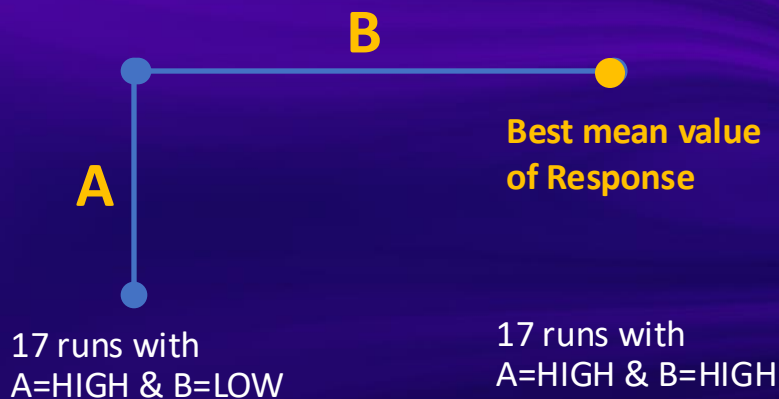 B
Best mean value
of Response
A
17 runs with
A=HIGH & B=LOW
17 runs with
A=HIGH & B=HIGH